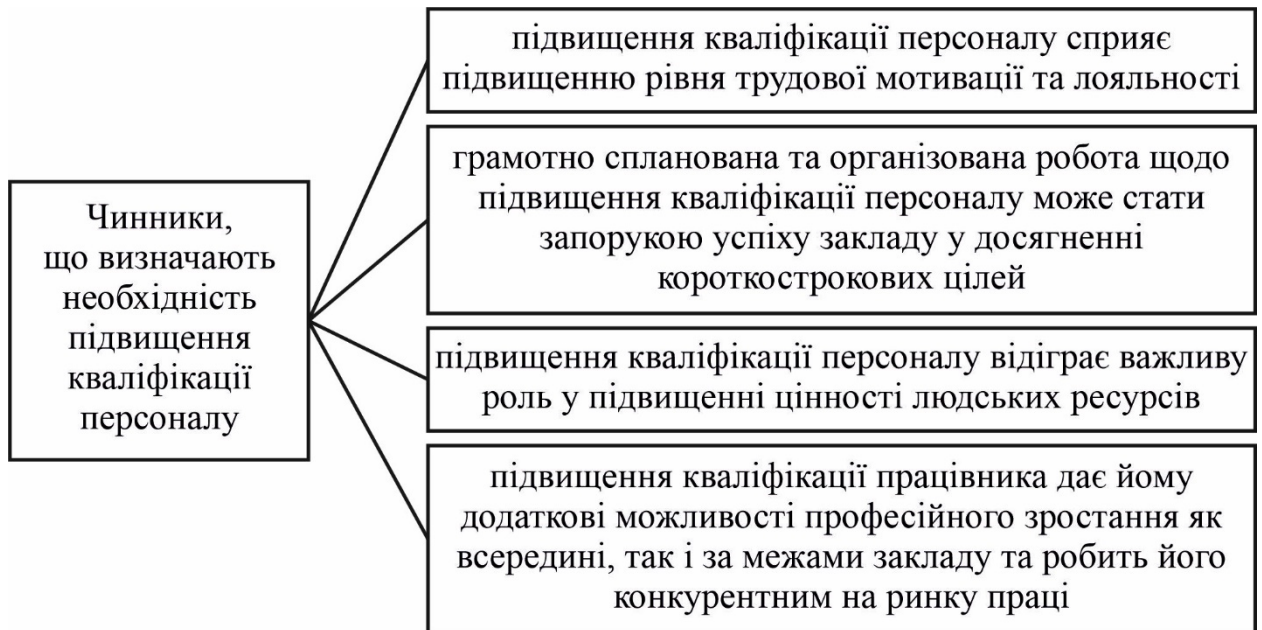 Чинники,
що визначають
необхідність
підвищення
кваліфікації
персоналу
підвищення кваліфікації персоналу сприяє
підвищенню рівня трудової мотивації та лояльності
грамотно спланована та організована робота щодо
підвищення кваліфікації персоналу може стати
запорукою успіху закладу у досягненні
короткострокових цілей
підвищення кваліфікації персоналу відіграє важливу
роль у підвищенні цінності людських ресурсів
підвищення кваліфікації працівника дає йому
додаткові можливості професійного зростання як
всередині, так і за межами закладу та робить його
конкурентним на ринку праці